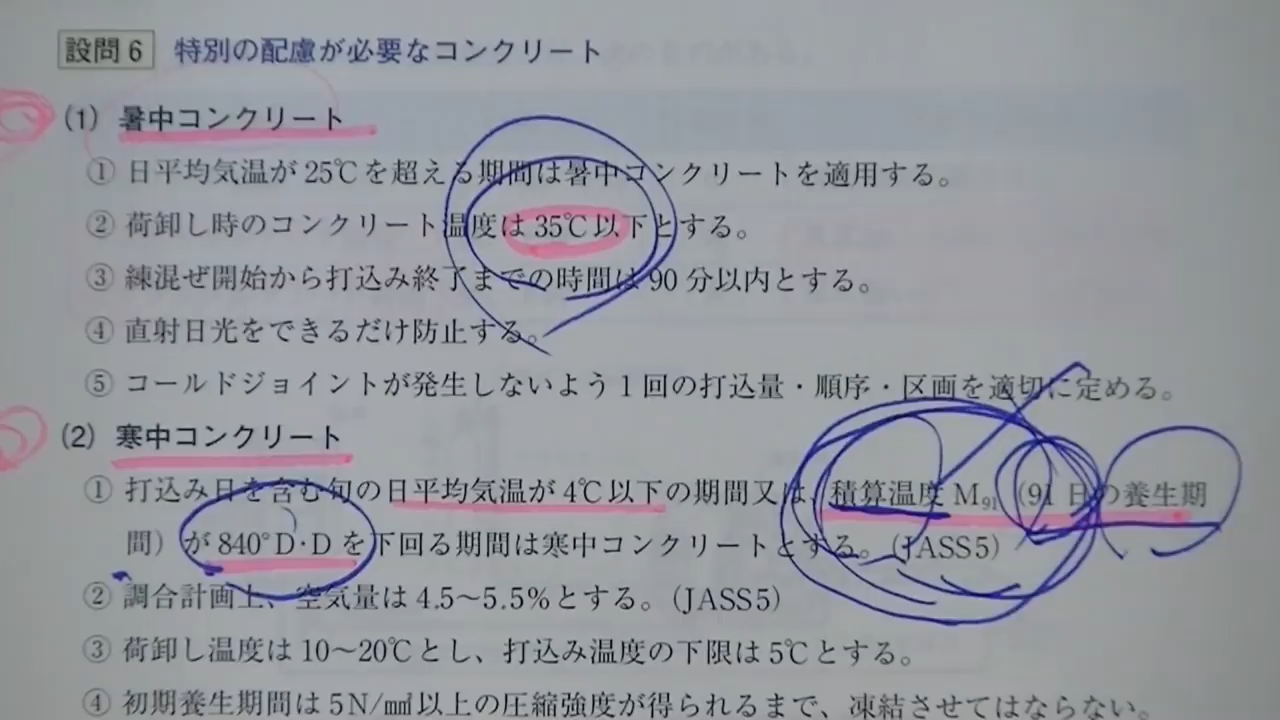 設問6 特別の配慮が必要なコンクリート
(1) 暑中コンクリート
① 日平均気温が25℃を超える期間は暑中コンクリートを適用する。
② 荷卸し時のコンクリート温度は35℃以下とする。
③ 練混ぜ開始から打込み終了までの時間は90分以内とする。
④ 直射日光をできるだけ防止する。
⑤ コールドジョイントが発生しないよう1回の打込量・順序・区画を適切に定める。
(2) 寒中コンクリート
① 打込み日を含む旬の日平均気温が4℃以下の期間又は、積算温度M91（91日の養生期
間）が840°D·Dを下回る期間は寒中コンクリートとする。(JASS5)
② 調合計画上、空気量は4.5〜5.5%とする。(JASS5)
③ 荷卸し温度は10〜20℃とし、打込み温度の下限は5℃とする。
④ 初期養生期間は5N/㎟以上の圧縮強度が得られるまで、凍結させてはならない。